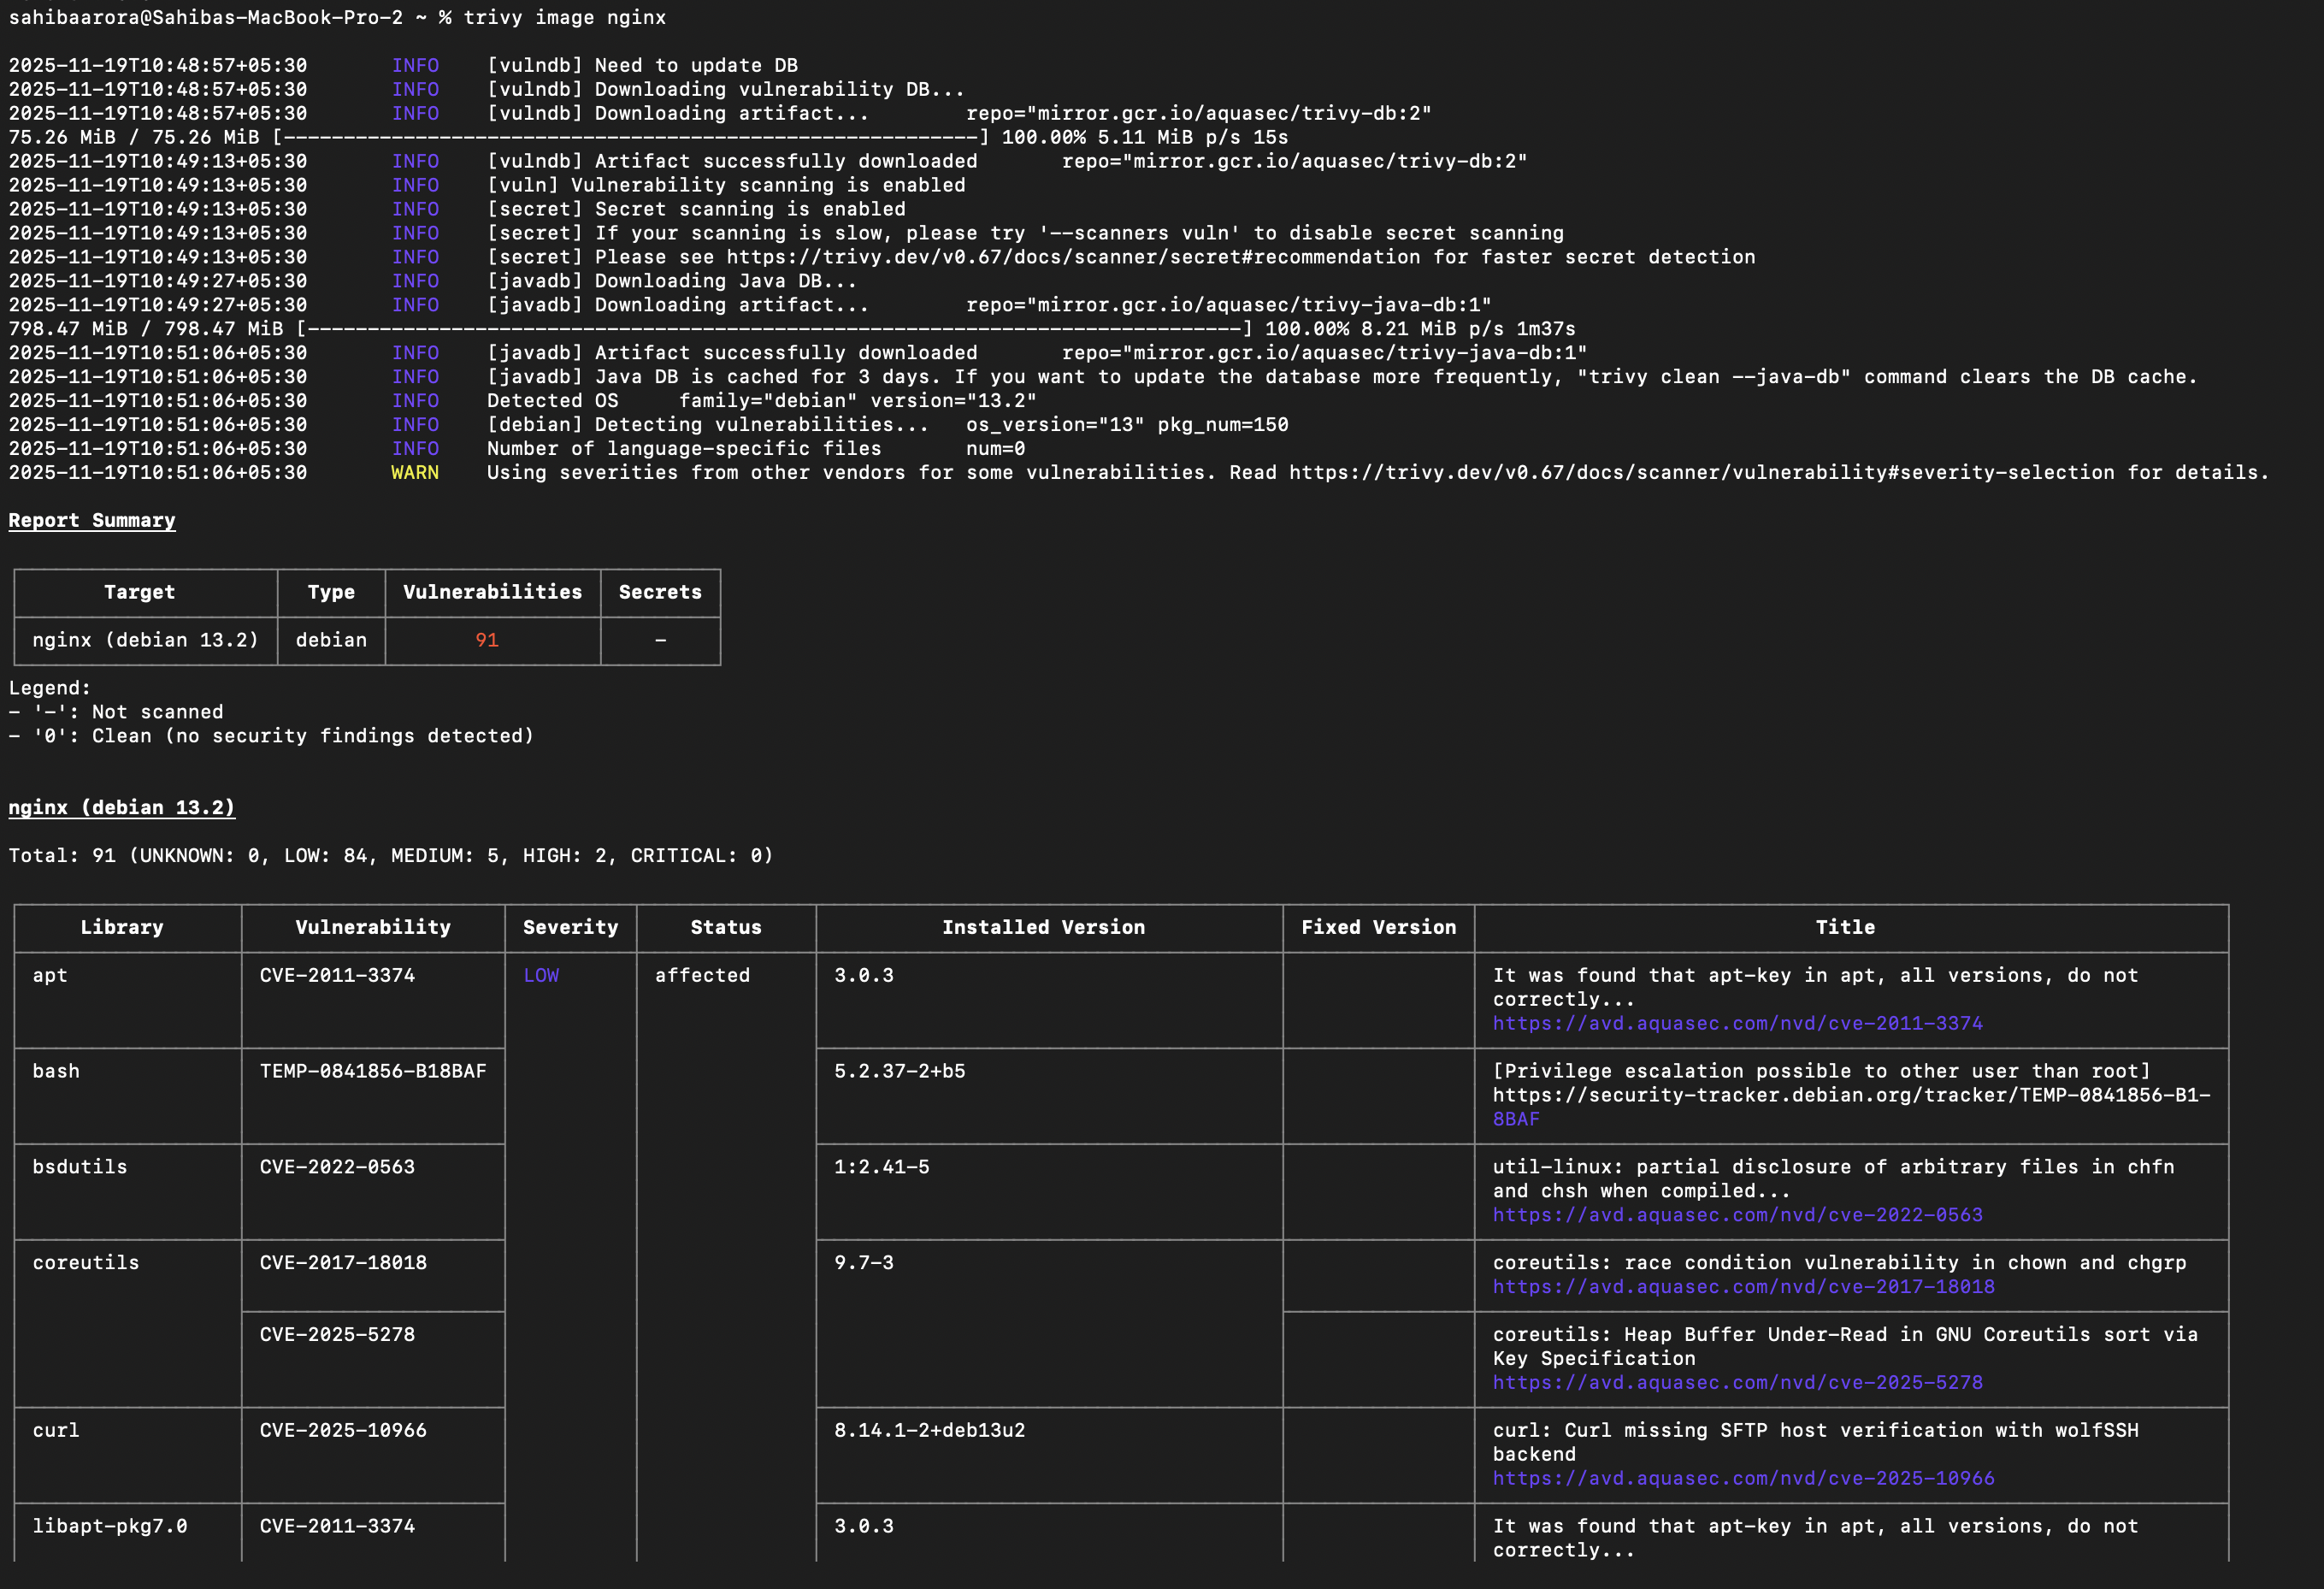 sahibaarora@Sahibas-MacBook-Pro-2 ~ % trivy image nginx
2025-11-19T10:48:57+05:30 INFO [vulndb] Need to update DB
2025-11-19T10:48:57+05:30 INFO [vulndb] Downloading vulnerability DB...
2025-11-19T10:48:57+05:30 INFO [vulndb] Downloading artifact... repo="mirror.gcr.io/aquasec/trivy-db:2"
75.26 MiB / 75.26 MiB [----------------------------------------------------------] 100.00% 5.11 MiB p/s 15s
2025-11-19T10:49:13+05:30 INFO [vulndb] Artifact successfully downloaded repo="mirror.gcr.io/aquasec/trivy-db:2"
2025-11-19T10:49:13+05:30 INFO [vuln] Vulnerability scanning is enabled
2025-11-19T10:49:13+05:30 INFO [secret] Secret scanning is enabled
2025-11-19T10:49:13+05:30 INFO [secret] If your scanning is slow, please try '--scanners vuln' to disable secret scanning
2025-11-19T10:49:13+05:30 INFO [secret] Please see https://trivy.dev/v0.67/docs/scanner/secret#recommendation for faster secret detection
2025-11-19T10:49:27+05:30 INFO [javadb] Downloading Java DB...
2025-11-19T10:49:27+05:30 INFO [javadb] Downloading artifact... repo="mirror.gcr.io/aquasec/trivy-java-db:1"
798.47 MiB / 798.47 MiB [------------------------------------------------------------------------------] 100.00% 8.21 MiB p/s 1m37s
2025-11-19T10:51:06+05:30 INFO [javadb] Artifact successfully downloaded repo="mirror.gcr.io/aquasec/trivy-java-db:1"
2025-11-19T10:51:06+05:30 INFO [javadb] Java DB is cached for 3 days. If you want to update the database more frequently, "trivy clean --java-db" command clears the DB cache.
2025-11-19T10:51:06+05:30 INFO Detected OS family="debian" version="13.2"
2025-11-19T10:51:06+05:30 INFO [debian] Detecting vulnerabilities... os_version="13" pkg_num=150
2025-11-19T10:51:06+05:30 INFO Number of language-specific files num=0
2025-11-19T10:51:06+05:30 WARN Using severities from other vendors for some vulnerabilities. Read https://trivy.dev/v0.67/docs/scanner/vulnerability#severity-selection for details.
Report Summary
Target Type Vulnerabilities Secrets
nginx (debian 13.2) debian 91 -
Legend:
- '-': Not scanned
- '0': Clean (no security findings detected)
nginx (debian 13.2)
Total: 91 (UNKNOWN: 0, LOW: 84, MEDIUM: 5, HIGH: 2, CRITICAL: 0)
Library Vulnerability Severity Status Installed Version Fixed Version Title
apt CVE-2011-3374 LOW affected 3.0.3 It was found that apt-key in apt, all versions, do not
correctly...
https://avd.aquasec.com/nvd/cve-2011-3374
bash TEMP-0841856-B18BAF 5.2.37-2+b5 [Privilege escalation possible to other user than root]
https://security-tracker.debian.org/tracker/TEMP-0841856-B1-
8BAF
bsdutils CVE-2022-0563 1:2.41-5 util-linux: partial disclosure of arbitrary files in chfn
and chsh when compiled...
https://avd.aquasec.com/nvd/cve-2022-0563
coreutils CVE-2017-18018 9.7-3 coreutils: race condition vulnerability in chown and chgrp
https://avd.aquasec.com/nvd/cve-2017-18018
CVE-2025-5278 coreutils: Heap Buffer Under-Read in GNU Coreutils sort via
Key Specification
https://avd.aquasec.com/nvd/cve-2025-5278
curl CVE-2025-10966 8.14.1-2+deb13u2 curl: Curl missing SFTP host verification with wolfSSH
backend
https://avd.aquasec.com/nvd/cve-2025-10966
libapt-pkg7.0 CVE-2011-3374 3.0.3 It was found that apt-key in apt, all versions, do not
correctly...